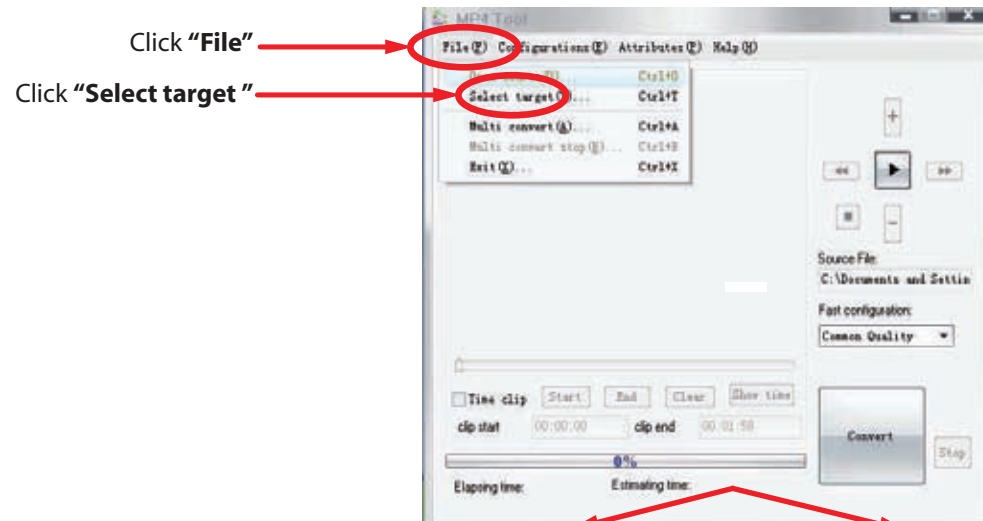 MP4 Tool
Click “File”
File(F) Configurations(E) Attributes(P) Help(H)
Ctrl+O
Click “Select target ”
Select target(T)... Ctrl+T
Multi convert(A)... Ctrl+A
Multi convert stop(E)... Ctrl+B
Exit(X)... Ctrl+X
+
-
Source File:
C:\Documents and Settin
Fast configuration:
Common Quality
Time clip Start End Clear Show time
clip start 00:00:00 clip end 00:01:58
Convert
Stop
0%
Elapsing time: Estimating time: